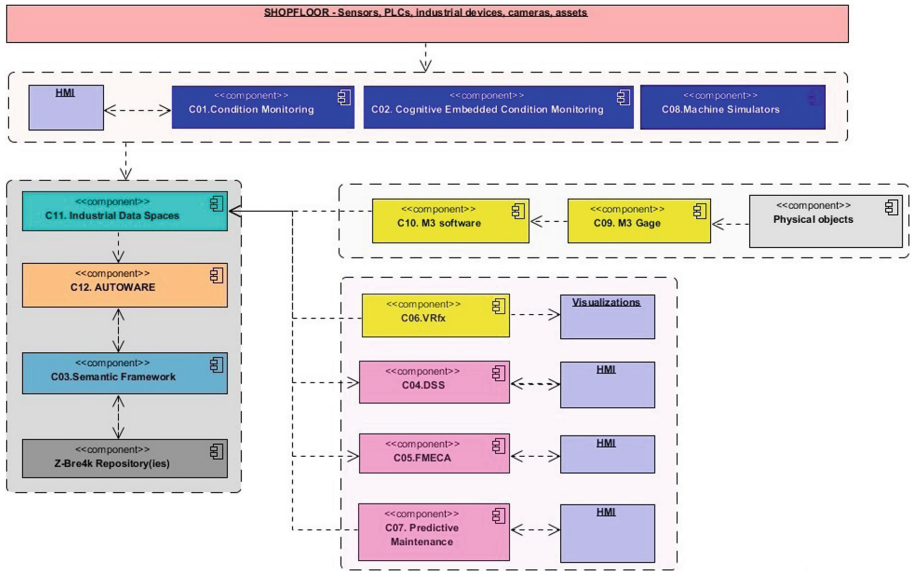 SHOPFLOOR - Sensors, PLCs, industrial devices, cameras, assets
HMI
<<component>>
C01.Condition Monitoring
<<component>>
C02. Cognitive Embedded Condition Monitoring
<<component>>
C08.Machine Simulators
<<component>>
C11. Industrial Data Spaces
<<component>>
C12. AUTOWARE
<<component>>
C03.Semantic Framework
<<component>>
Z-Bre4k Repository(ies)
<<component>>
C10. M3 software
<<component>>
C09. M3 Gage
<<component>>
Physical objects
<<component>>
C06.VRfx
Visualizations
<<component>>
C04.DSS
HMI
<<component>>
C05.FMECA
HMI
<<component>>
C07. Predictive
Maintenance
HMI